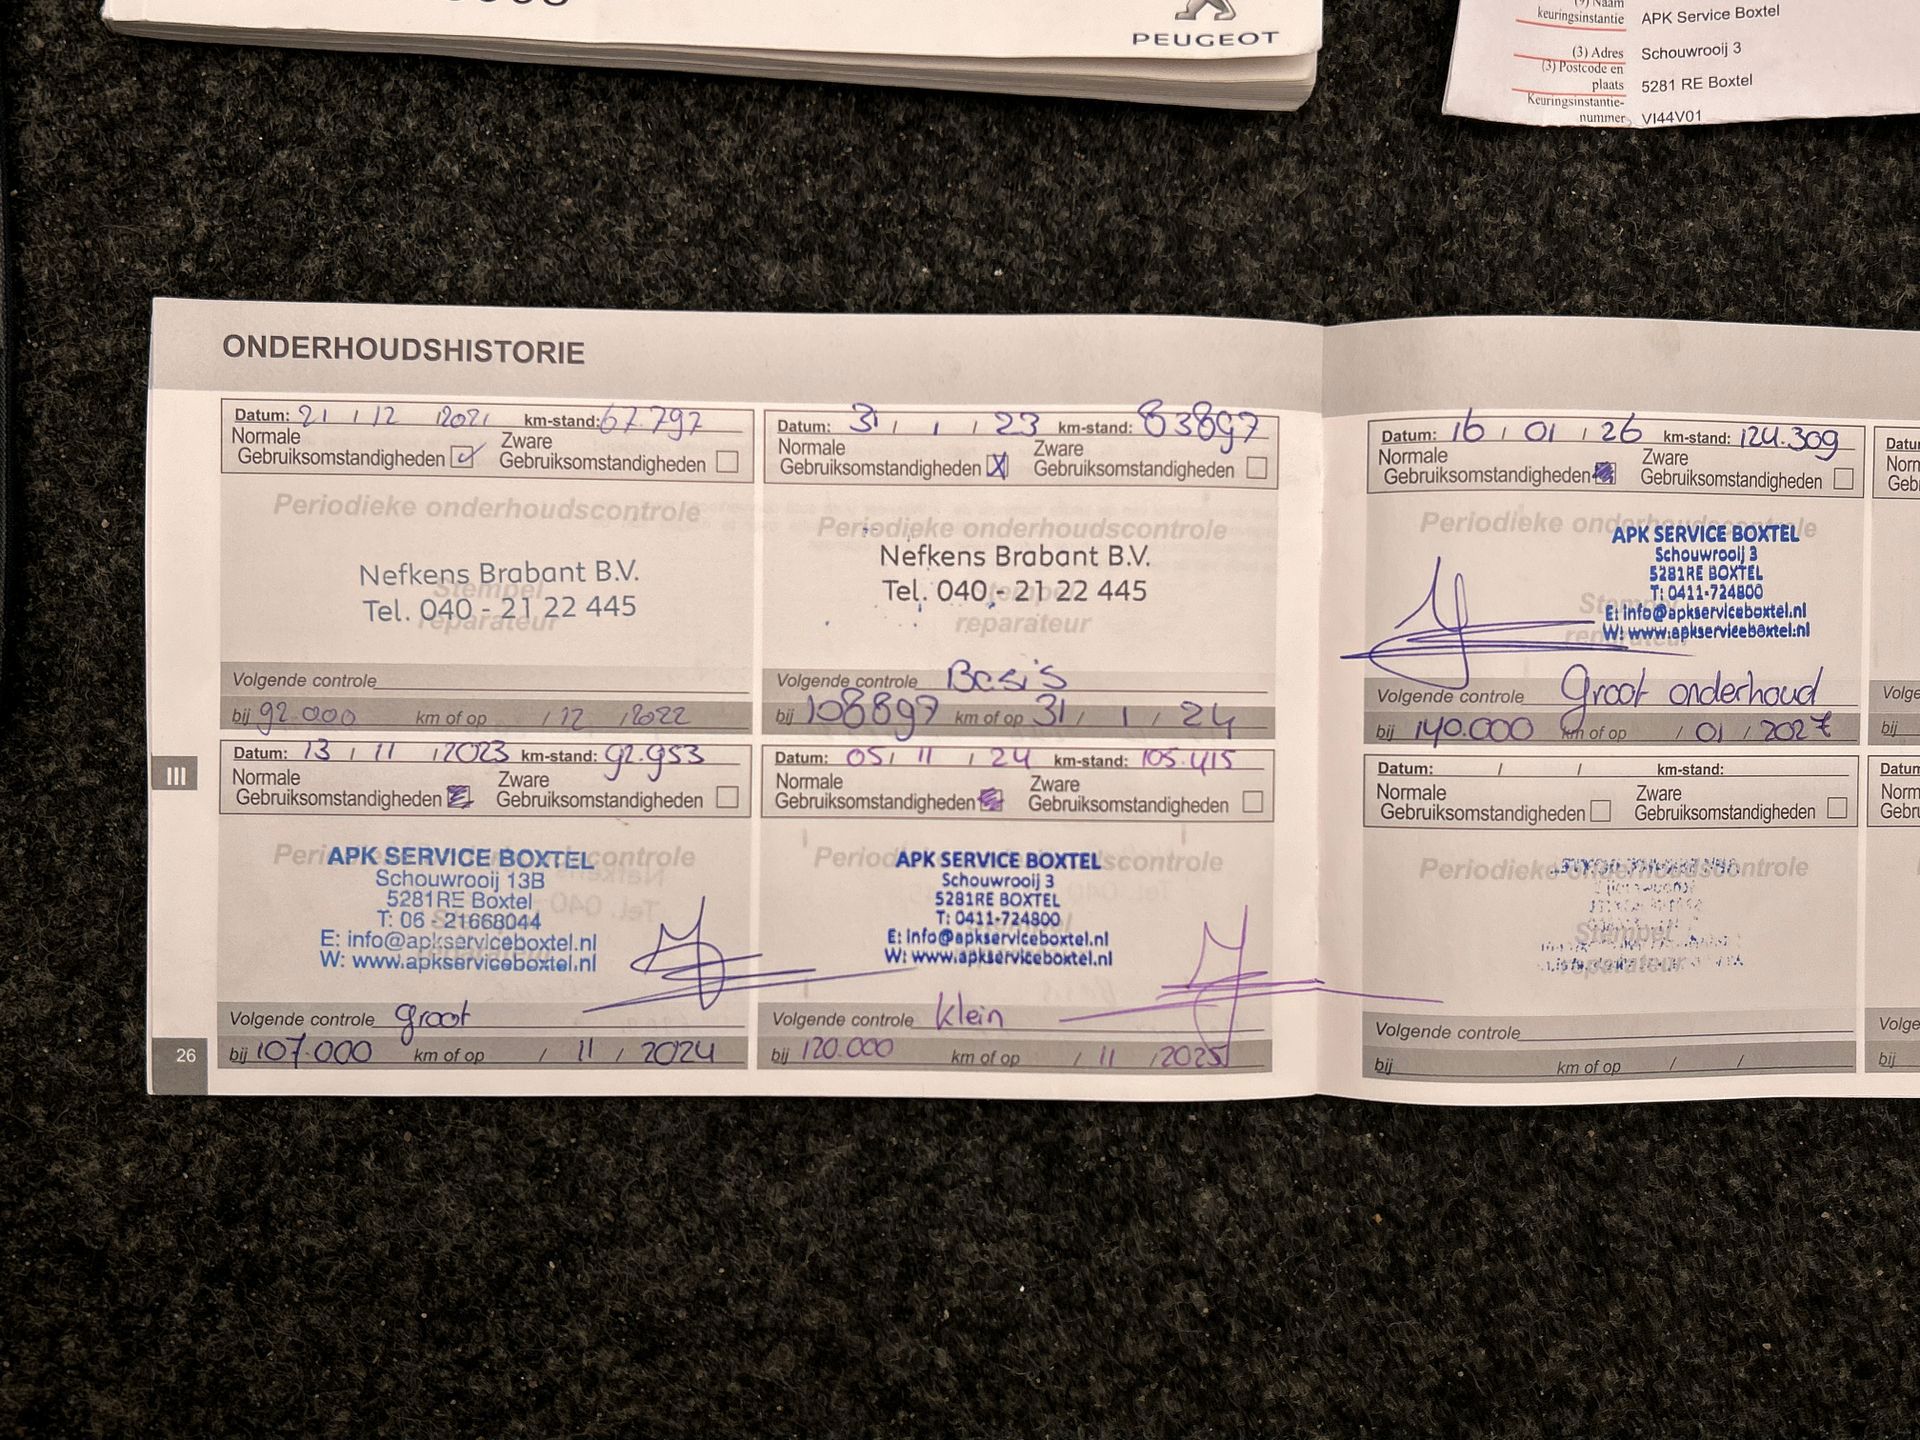 PEUGEOT
keuringsinstantie APK Service Boxtel
(3) Adres Schouwrooij 3
(3) Postcode en
plaats 5281 RE Boxtel
Keuringsinstantie-
nummer VI44V01
ONDERHOUDSHISTORIE
Datum: 21 / 12 / 2021 km-stand: 67.797
Normale
Gebruiksomstandigheden
Zware
Gebruiksomstandigheden
Periodieke onderhoudscontrole
Nefkens Brabant B.V.
Stempel
Tel. 040 - 21 22 445
reparateur
Volgende controle
bij 92.000 km of op / 12 / 2022
Datum: 31 / 1 / 23 km-stand: 83897
Normale
Gebruiksomstandigheden
Zware
Gebruiksomstandigheden
Periodieke onderhoudscontrole
Nefkens Brabant B.V.
Tel. 040 - 21 22 445
reparateur
Volgende controle Basis
bij 108897 km of op 31 / 1 / 24
Datum: 16 / 01 / 26 km-stand: 124.309
Normale
Gebruiksomstandigheden
Zware
Gebruiksomstandigheden
Periodieke onderhoudscontrole
APK SERVICE BOXTEL
Schouwrooij 3
5281RE BOXTEL
T: 0411-724800
E: info@apkserviceboxtel.nl
W: www.apkserviceboxtel.nl
Volgende controle Groot onderhoud
bij 140.000 km of op / 01 / 2027
Datum: 13 / 11 / 2023 km-stand: 92.953
Normale
Gebruiksomstandigheden
Zware
Gebruiksomstandigheden
APK SERVICE BOXTEL
Schouwrooij 13B
5281RE Boxtel
T: 06 - 21668044
E: info@apkserviceboxtel.nl
W: www.apkserviceboxtel.nl
Volgende controle groot
bij 107.000 km of op / 11 / 2024
Datum: 05 / 11 / 24 km-stand: 105.415
Normale
Gebruiksomstandigheden
Zware
Gebruiksomstandigheden
APK SERVICE BOXTEL
Schouwrooij 3
5281RE BOXTEL
T: 0411-724800
E: info@apkserviceboxtel.nl
W: www.apkserviceboxtel.nl
Volgende controle Klein
bij 120.000 km of op / 11 / 2025
Datum: / / km-stand:
Normale
Gebruiksomstandigheden
Zware
Gebruiksomstandigheden
Periodieke onderhoudscontrole
Stempel
reparateur
Volgende controle
bij km of op / /
Datum
bij
bij
III
26